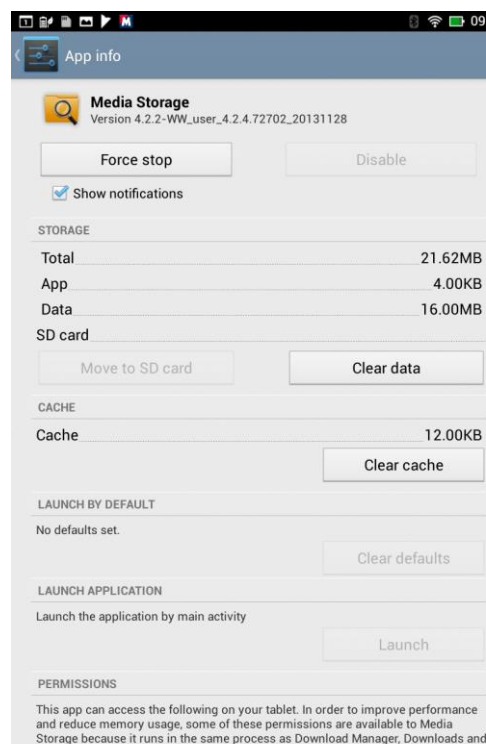 09
App info
Media Storage
Version 4.2.2-WW_user_4.2.4.72702_20131128
Force stop
Disable
Show notifications
STORAGE
Total 21.62MB
App 4.00KB
Data 16.00MB
SD card
Move to SD card
Clear data
CACHE
Cache 12.00KB
Clear cache
LAUNCH BY DEFAULT
No defaults set.
Clear defaults
LAUNCH APPLICATION
Launch the application by main activity
Launch
PERMISSIONS
This app can access the following on your tablet. In order to improve performance
and reduce memory usage, some of these permissions are available to Media
Storage because it runs in the same process as Download Manager, Downloads and